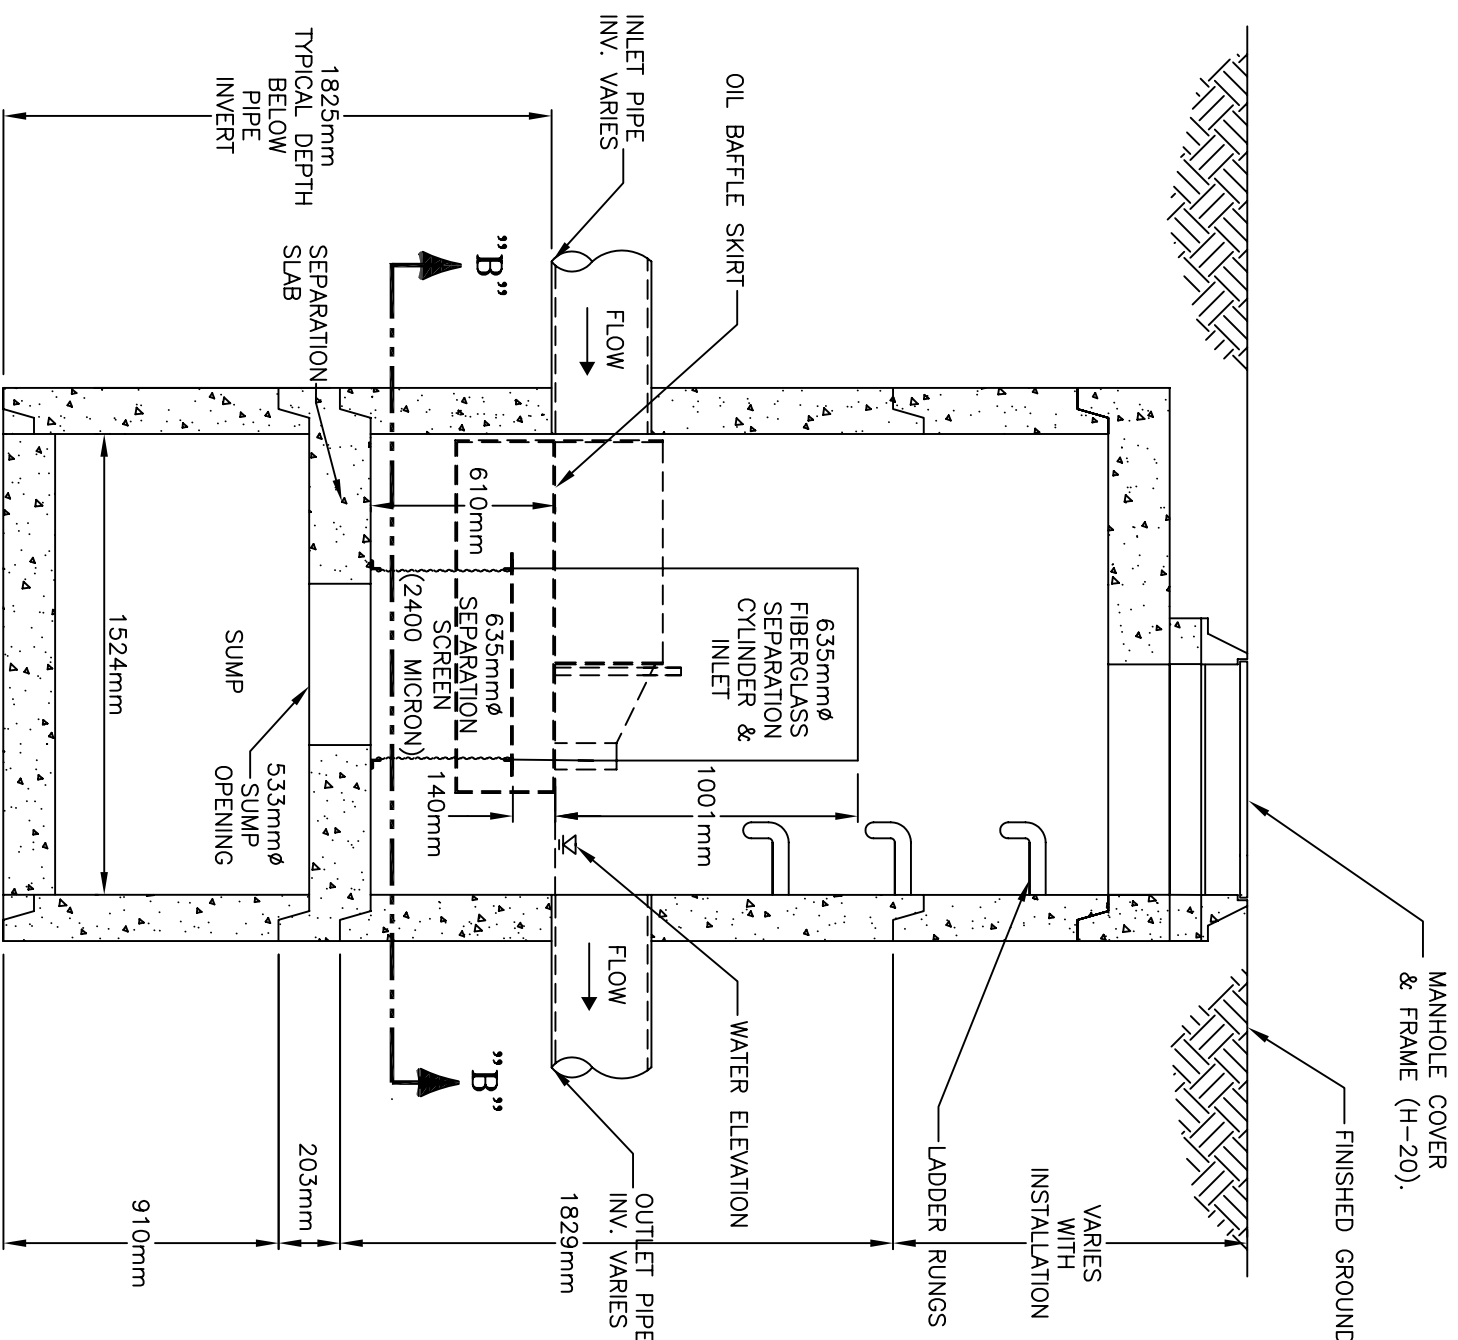 MANHOLE COVER
& FRAME (H-20).
FINISHED GROUND
VARIES
WITH
INSTALLATION
LADDER RUNGS
WATER ELEVATION
OUTLET PIPE
INV. VARIES
1829mm
203mm
910mm
OIL BAFFLE SKIRT
INLET PIPE
INV. VARIES
FLOW
FLOW
635mmø
FIBERGLASS
SEPARATION
CYLINDER &
INLET
1001mm
140mm
610mm
635mmø
SEPARATION
SCREEN
(2400 MICRON)
"B"
"B"
1825mm
TYPICAL DEPTH
BELOW
PIPE
INVERT
SEPARATION
SLAB
533mmø
SUMP
OPENING
SUMP
1524mm